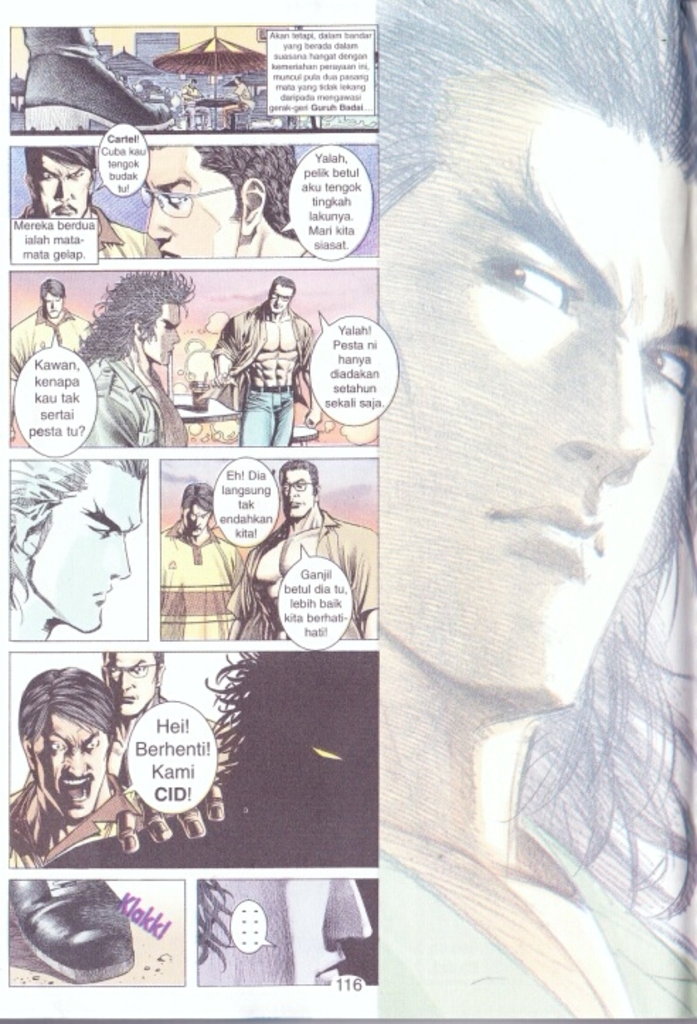 Akan tetapi, dalam bandar
yang berada dalam
suasana hangat dengan
kemeriahan perayaan ini,
muncul pula dua pasang
mata yang tidak lekang
daripada mengawasi
gerak-geri Guruh Badai...
Cartel!
Cuba kau
tengok
budak
tu!
Yalah,
pelik betul
aku tengok
tingkah
lakunya.
Mari kita
siasat.
Mereka berdua
ialah mata-
mata gelap.
Kawan,
kenapa
kau tak
sertai
pesta tu?
Yalah!
Pesta ni
hanya
diadakan
setahun
sekali saja.
Eh! Dia
langsung
tak
endahkan
kita!
Ganjil
betul dia tu,
lebih baik
kita berhati-
hati!
Hei!
Berhenti!
Kami
CID!
Klakk!
116